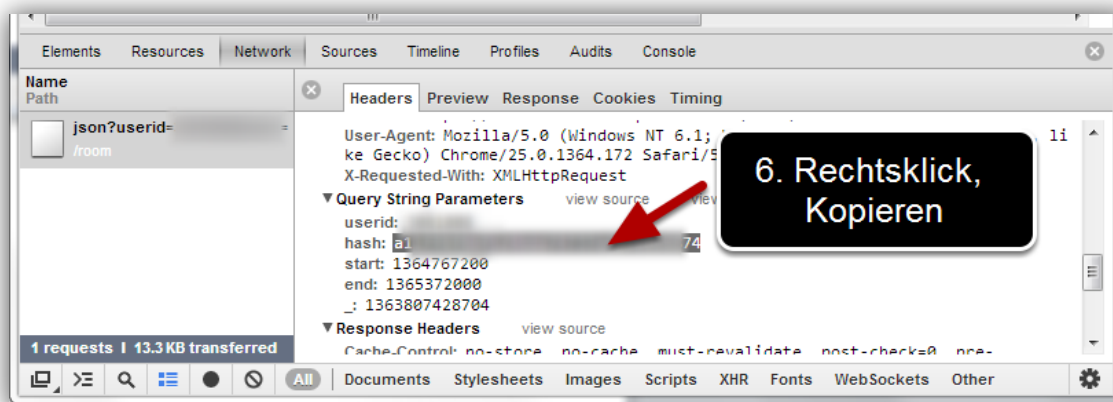 Elements Resources Network Sources Timeline Profiles Audits Console
Name
Path
Headers Preview Response Cookies Timing
json?userid= =
/room
User-Agent: Mozilla/5.0 (Windows NT 6.1; li
ke Gecko) Chrome/25.0.1364.172 Safari/5
X-Requested-With: XMLHttpRequest
6. Rechtsklick,
Kopieren
▼Query String Parameters view source
userid:
hash: a1 74
start: 1364767200
end: 1365372000
_: 1363807428704
▼Response Headers view source
Cache-Control: no-store, no-cache, must-revalidate, post-check=0, pre-
1 requests | 13.3 KB transferred
All Documents Stylesheets Images Scripts XHR Fonts WebSockets Other